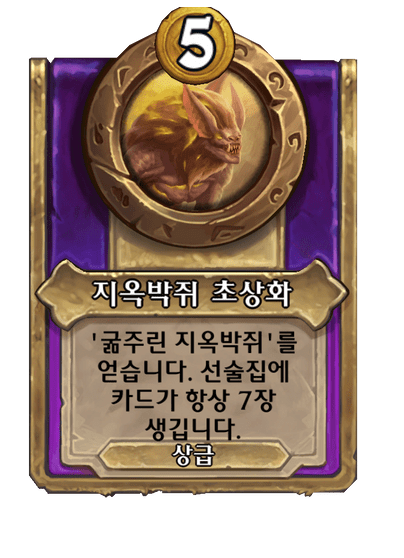 5
지옥박쥐 초상화
'굶주린 지옥박쥐'를
얻습니다. 선술집에
카드가 항상 7장
생깁니다.
상급